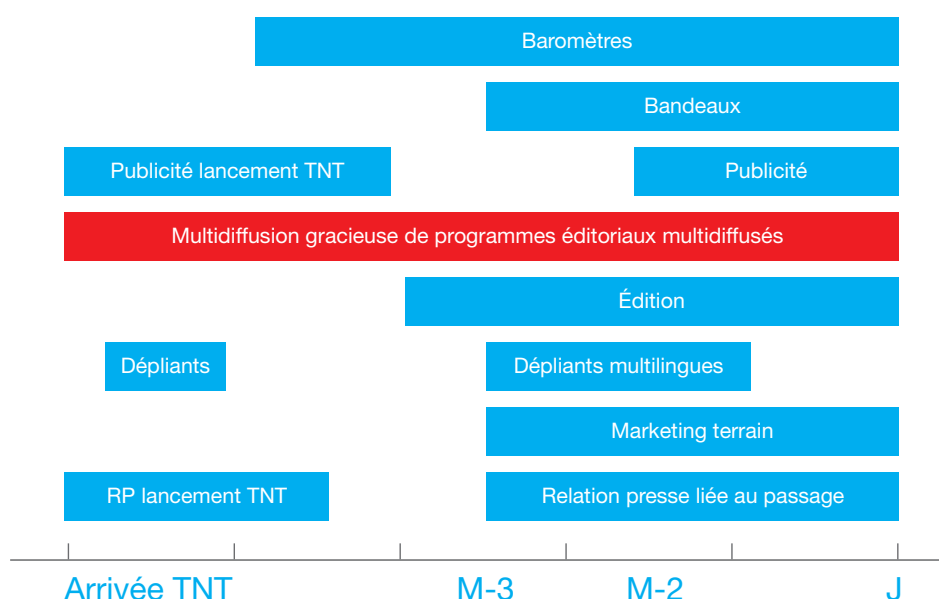 Baromètres
Bandeaux
Publicité lancement TNT
Publicité
Multidiffusion gracieuse de programmes éditoriaux multidiffusés
Édition
Dépliants
Dépliants multilingues
Marketing terrain
RP lancement TNT
Relation presse liée au passage
Arrivée TNT
M-3
M-2
J